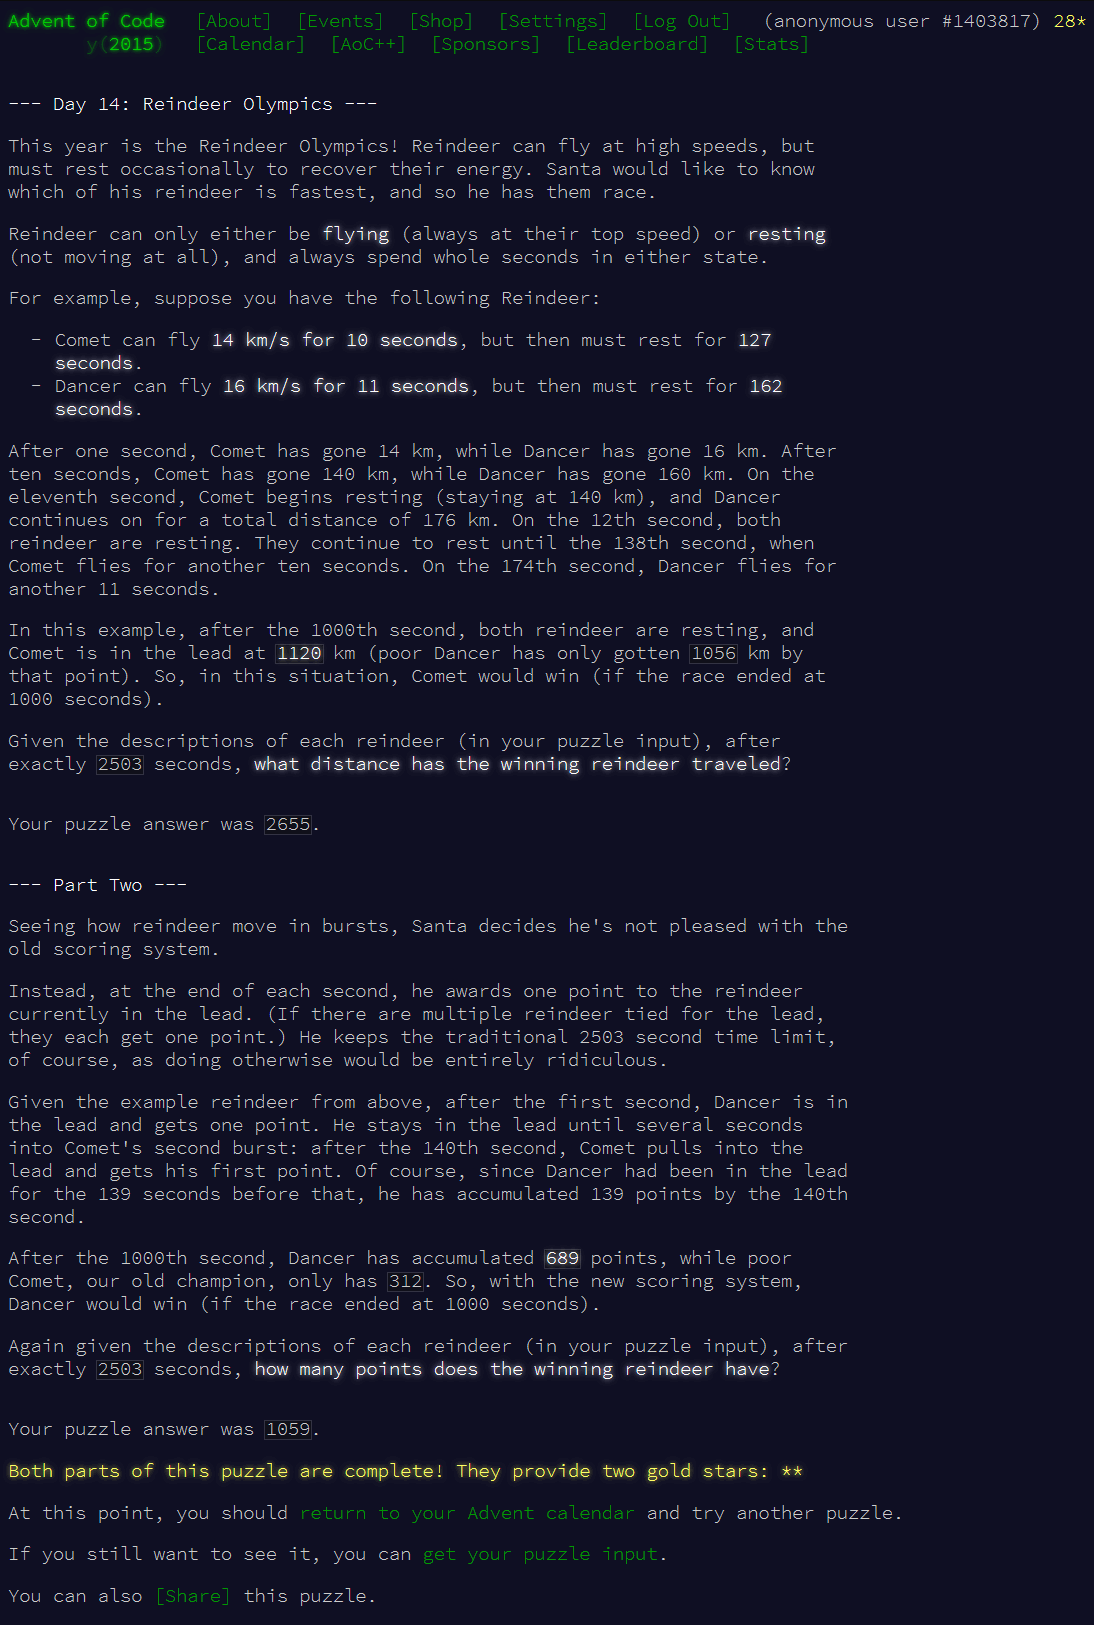 Advent of Code [About] [Events] [Shop] [Settings] [Log Out] (anonymous user #1403817) 28*
y(2015) [Calendar] [AoC++] [Sponsors] [Leaderboard] [Stats]
--- Day 14: Reindeer Olympics ---
This year is the Reindeer Olympics! Reindeer can fly at high speeds, but
must rest occasionally to recover their energy. Santa would like to know
which of his reindeer is fastest, and so he has them race.
Reindeer can only either be flying (always at their top speed) or resting
(not moving at all), and always spend whole seconds in either state.
For example, suppose you have the following Reindeer:
- Comet can fly 14 km/s for 10 seconds, but then must rest for 127
seconds.
- Dancer can fly 16 km/s for 11 seconds, but then must rest for 162
seconds.
After one second, Comet has gone 14 km, while Dancer has gone 16 km. After
ten seconds, Comet has gone 140 km, while Dancer has gone 160 km. On the
eleventh second, Comet begins resting (staying at 140 km), and Dancer
continues on for a total distance of 176 km. On the 12th second, both
reindeer are resting. They continue to rest until the 138th second, when
Comet flies for another ten seconds. On the 174th second, Dancer flies for
another 11 seconds.
In this example, after the 1000th second, both reindeer are resting, and
Comet is in the lead at 1120 km (poor Dancer has only gotten 1056 km by
that point). So, in this situation, Comet would win (if the race ended at
1000 seconds).
Given the descriptions of each reindeer (in your puzzle input), after
exactly 2503 seconds, what distance has the winning reindeer traveled?
Your puzzle answer was 2655.
--- Part Two ---
Seeing how reindeer move in bursts, Santa decides he's not pleased with the
old scoring system.
Instead, at the end of each second, he awards one point to the reindeer
currently in the lead. (If there are multiple reindeer tied for the lead,
they each get one point.) He keeps the traditional 2503 second time limit,
of course, as doing otherwise would be entirely ridiculous.
Given the example reindeer from above, after the first second, Dancer is in
the lead and gets one point. He stays in the lead until several seconds
into Comet's second burst: after the 140th second, Comet pulls into the
lead and gets his first point. Of course, since Dancer had been in the lead
for the 139 seconds before that, he has accumulated 139 points by the 140th
second.
After the 1000th second, Dancer has accumulated 689 points, while poor
Comet, our old champion, only has 312. So, with the new scoring system,
Dancer would win (if the race ended at 1000 seconds).
Again given the descriptions of each reindeer (in your puzzle input), after
exactly 2503 seconds, how many points does the winning reindeer have?
Your puzzle answer was 1059.
Both parts of this puzzle are complete! They provide two gold stars: **
At this point, you should return to your Advent calendar and try another puzzle.
If you still want to see it, you can get your puzzle input.
You can also [Share] this puzzle.